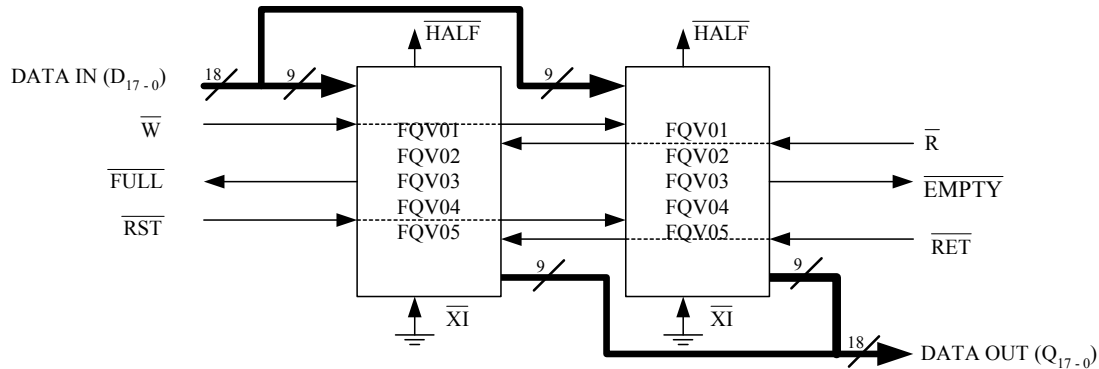 HALF HALF
18 9 9
DATA IN (D17 - 0)
W FQV01 FQV01 R
FQV02 FQV02
FULL FQV03 FQV03 EMPTY
FQV04 FQV04
RST FQV05 FQV05 RET
9 9
XI XI
18
DATA OUT (Q17 - 0)